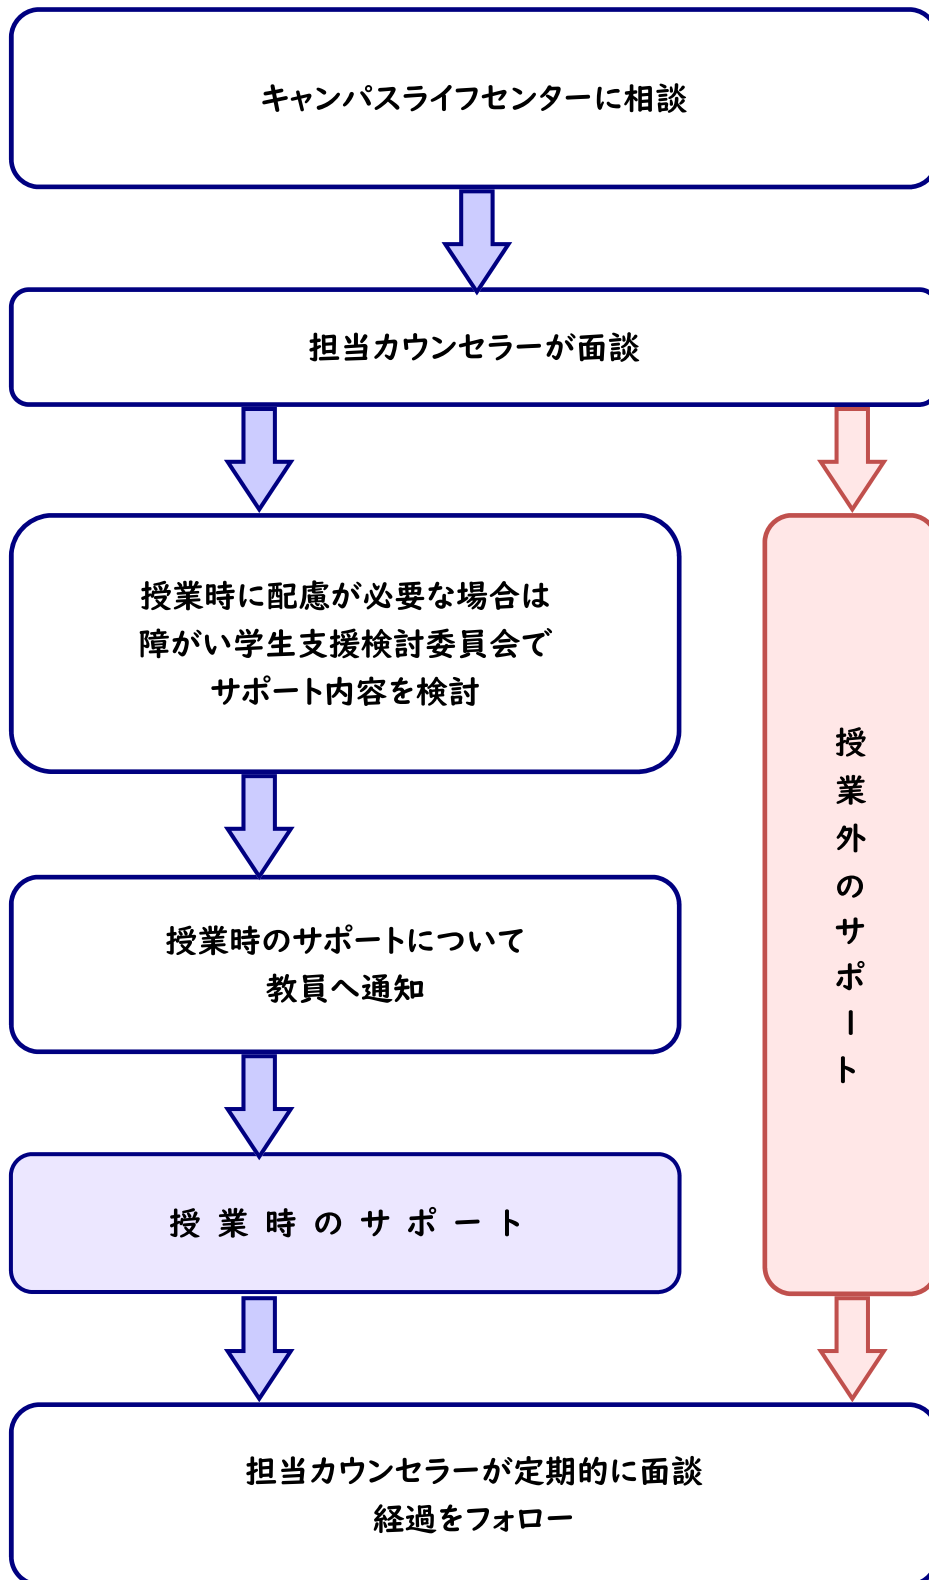 キャンパスライフセンターに相談
担当カウンセラーが面談
授業時に配慮が必要な場合は
障がい学生支援検討委員会で
サポート内容を検討
授業時のサポートについて
教員へ通知
授業時のサポート
授業外のサポート
担当カウンセラーが定期的に面談
経過をフォロー